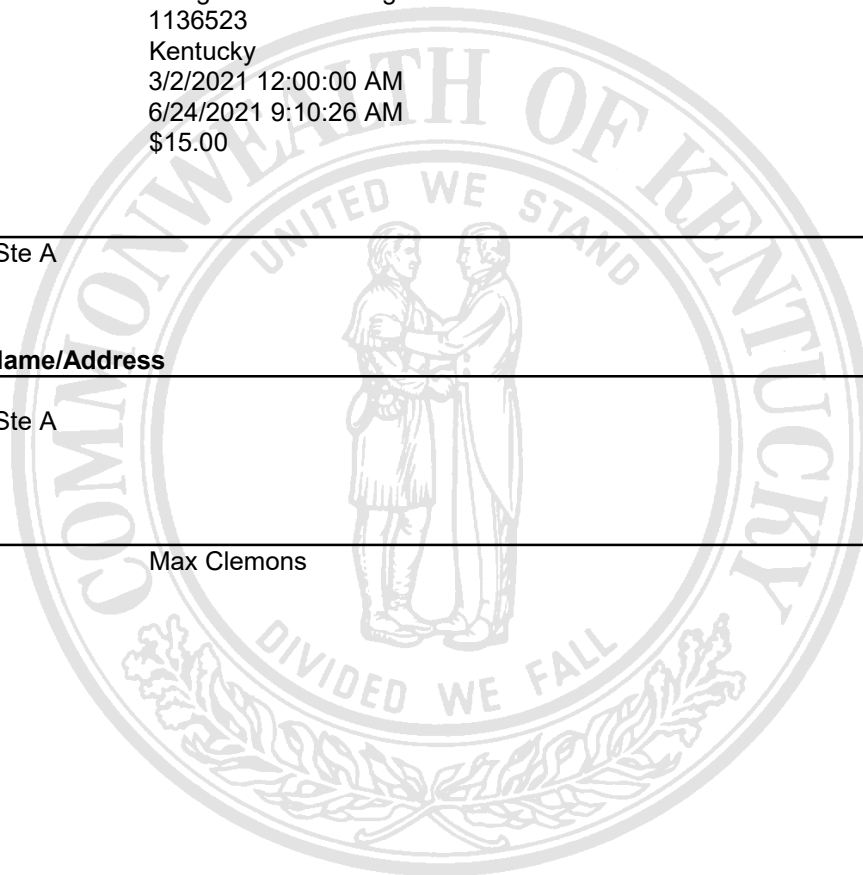 1136523
Kentucky
3/2/2021 12:00:00 AM
6/24/2021 9:10:26 AM
$15.00
COMMONWEALTH OF KENTUCKY
UNITED WE STAND
Ste A
Name/Address
Ste A
Max Clemons
DIVIDED WE FALL